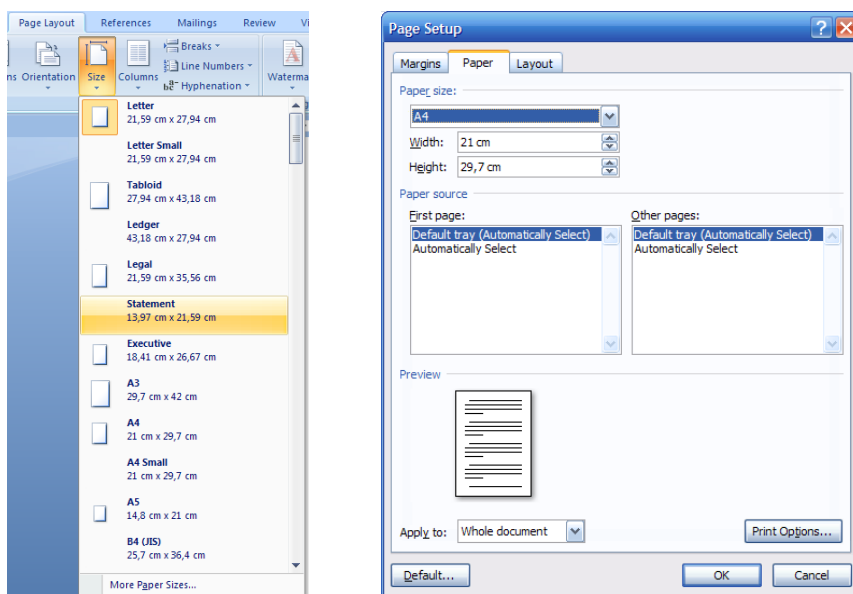 Page Layout References Mailings Review Vi
ns Orientation Size Columns Breaks Line Numbers Hyphenation Waterma
Letter
21,59 cm x 27,94 cm
Letter Small
21,59 cm x 27,94 cm
Tabloid
27,94 cm x 43,18 cm
Ledger
43,18 cm x 27,94 cm
Legal
21,59 cm x 35,56 cm
Statement
13,97 cm x 21,59 cm
Executive
18,41 cm x 26,67 cm
A3
29,7 cm x 42 cm
A4
21 cm x 29,7 cm
A4 Small
21 cm x 29,7 cm
A5
14,8 cm x 21 cm
B4 (JIS)
25,7 cm x 36,4 cm
More Paper Sizes...
Page Setup
Margins Paper Layout
Paper size:
A4
Width: 21 cm
Height: 29,7 cm
Paper source
First page: Other pages:
Default tray (Automatically Select) Default tray (Automatically Select)
Automatically Select Automatically Select
Preview
Apply to: Whole document Print Options...
Default... OK Cancel